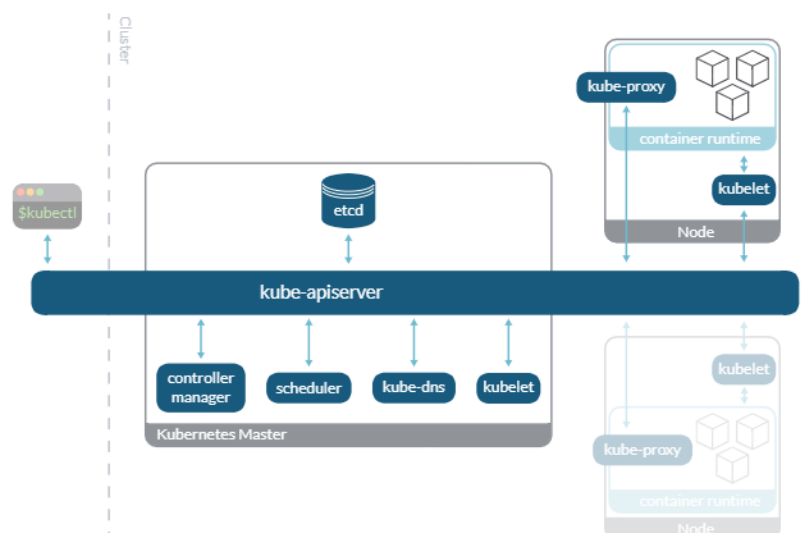 Cluster
$kubectl
kube-proxy
container runtime
kubelet
Node
etcd
kube-apiserver
controller
manager
scheduler
kube-dns
kubelet
Kubernetes Master
kubelet
kube-proxy
container runtime
Node